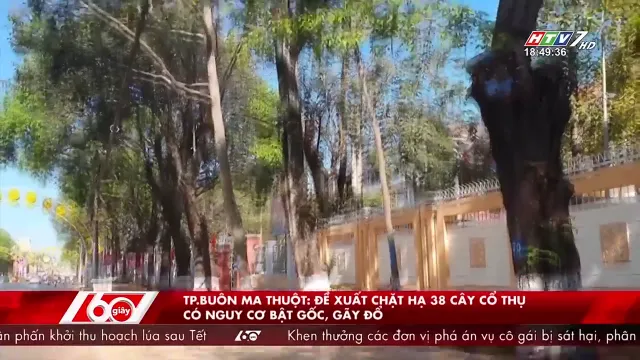 HTV7 HD
18:49:36
60 giây
TP.BUÔN MA THUỘT: ĐỀ XUẤT CHẶT HẠ 38 CÂY CỔ THỤ
CÓ NGUY CƠ BẬT GỐC, GÃY ĐỔ
ân phấn khởi thu hoạch lúa sau Tết
60s
Khen thưởng các đơn vị phá án vụ cô gái bị sát hại, phân